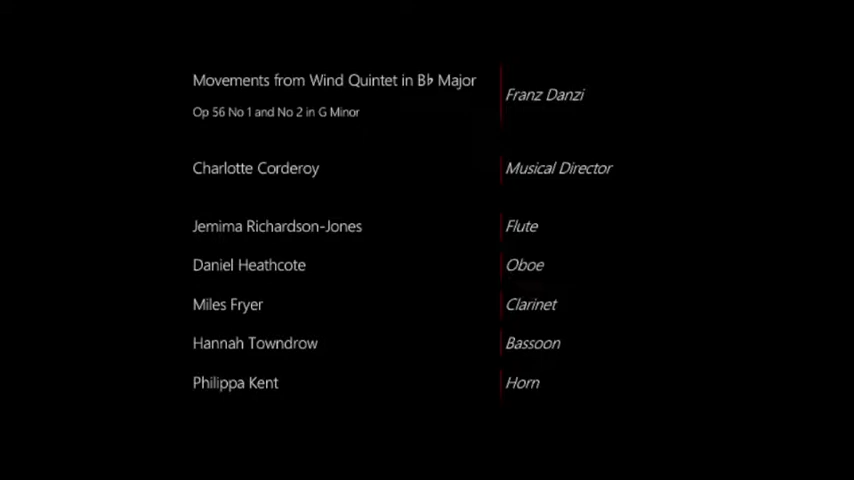 Movements from Wind Quintet in B♭ Major
Op 56 No 1 and No 2 in G Minor
Franz Danzi
Charlotte Corderoy Musical Director
Jemima Richardson-Jones Flute
Daniel Heathcote Oboe
Miles Fryer Clarinet
Hannah Towndrow Bassoon
Philippa Kent Horn